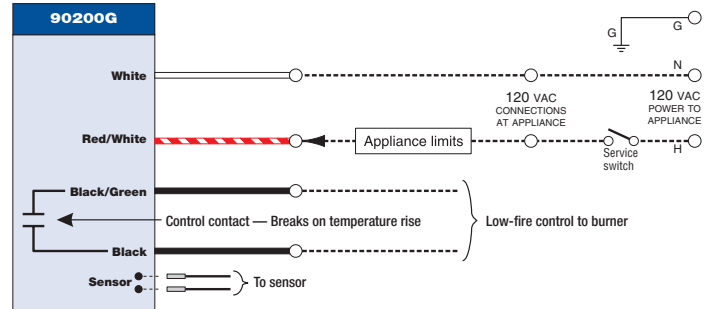 90200G
G
G
White
N
120 VAC
CONNECTIONS
AT APPLIANCE
120 VAC
POWER TO
APPLIANCE
Red/White
Appliance limits
Service
switch
H
Black/Green
Control contact — Breaks on temperature rise
Low-fire control to burner
Black
Sensor
To sensor